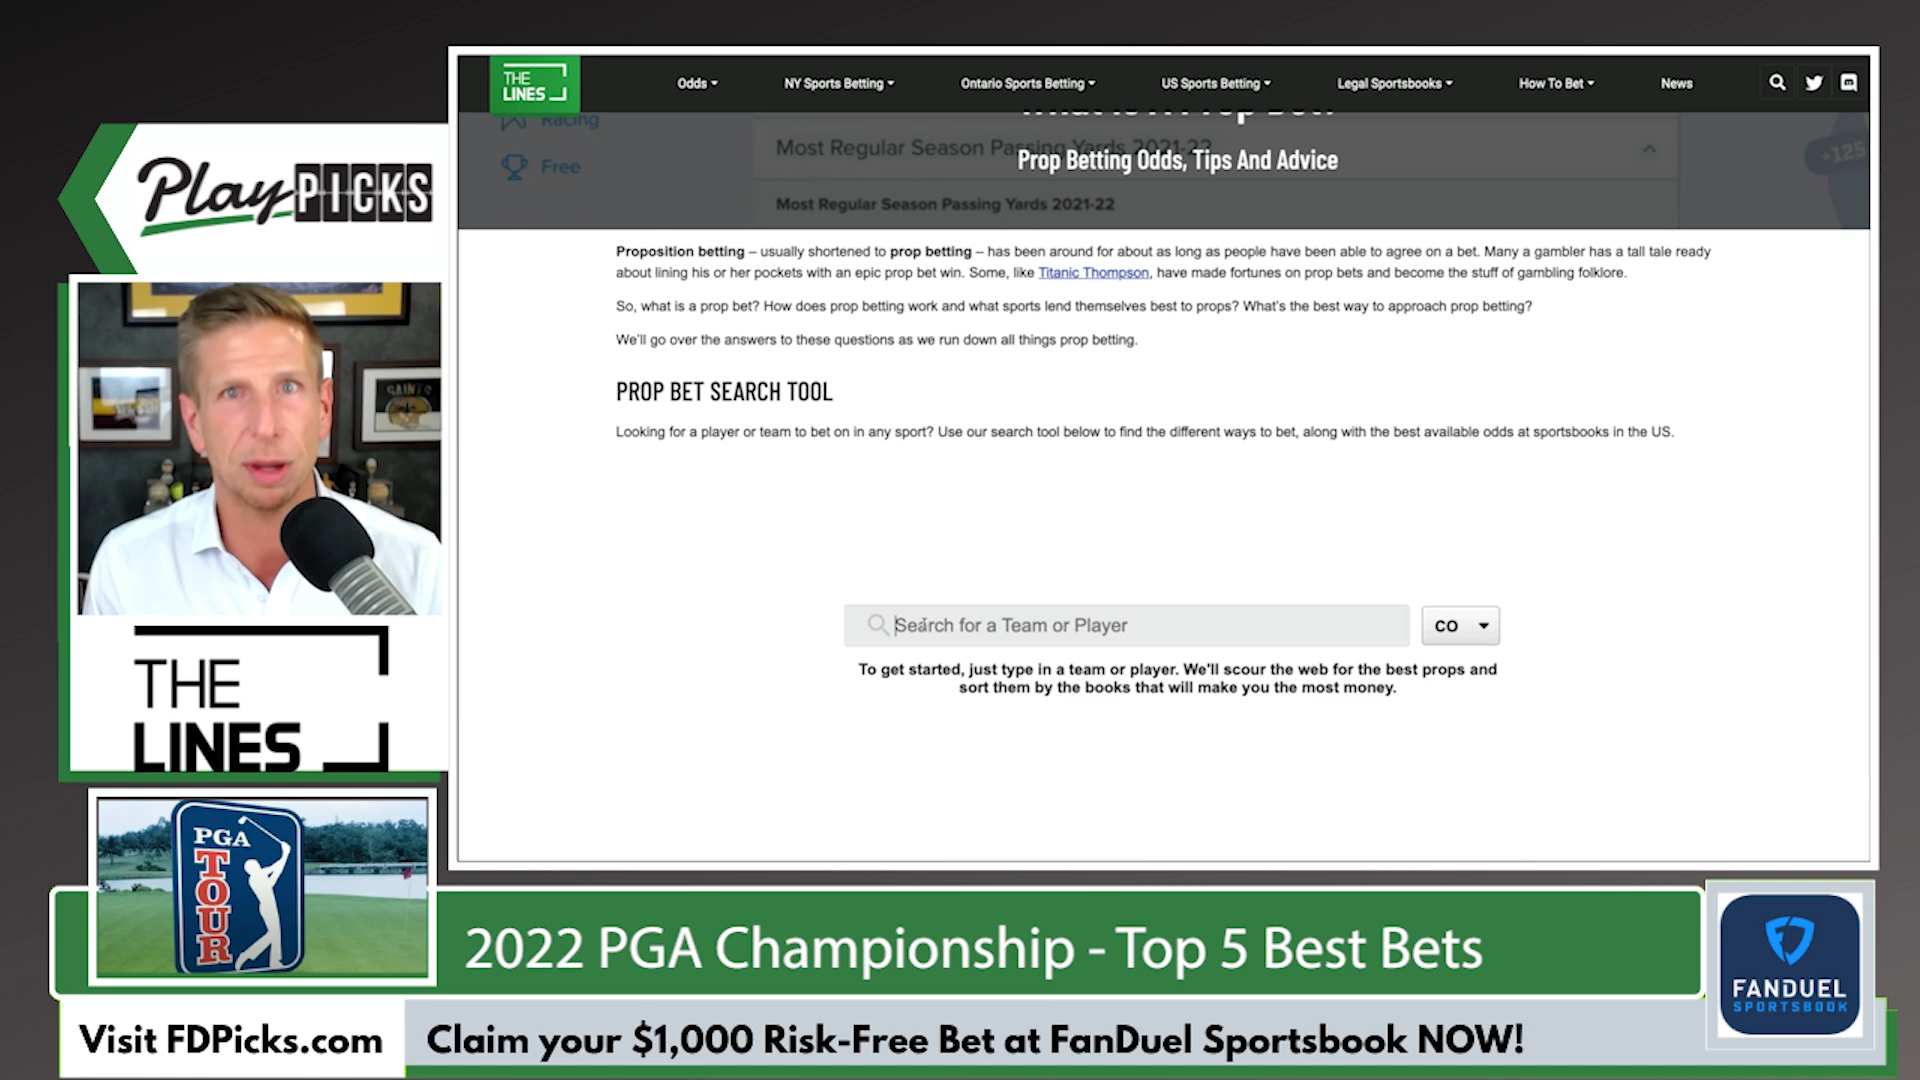 THE
LINES
Odds
NY Sports Betting
Ontario Sports Betting
US Sports Betting
Legal Sportsbooks
How To Bet
News
Racing
Free
What Is A Prop Bet?
Most Regular Season Passing Yards 2021-22
Prop Betting Odds, Tips And Advice
+125
Most Regular Season Passing Yards 2021-22
Proposition betting – usually shortened to prop betting – has been around for about as long as people have been able to agree on a bet. Many a gambler has a tall tale ready
about lining his or her pockets with an epic prop bet win. Some, like Titanic Thompson, have made fortunes on prop bets and become the stuff of gambling folklore.
So, what is a prop bet? How does prop betting work and what sports lend themselves best to props? What's the best way to approach prop betting?
We'll go over the answers to these questions as we run down all things prop betting.
PROP BET SEARCH TOOL
Looking for a player or team to bet on in any sport? Use our search tool below to find the different ways to bet, along with the best available odds at sportsbooks in the US.
Search for a Team or Player
CO
To get started, just type in a team or player. We'll scour the web for the best props and
sort them by the books that will make you the most money.
Play PICKS
SAINTS
THE
LINES
PGA
TOUR
2022 PGA Championship - Top 5 Best Bets
FANDUEL
SPORTSBOOK
Visit FDPicks.com
Claim your $1,000 Risk-Free Bet at FanDuel Sportsbook NOW!